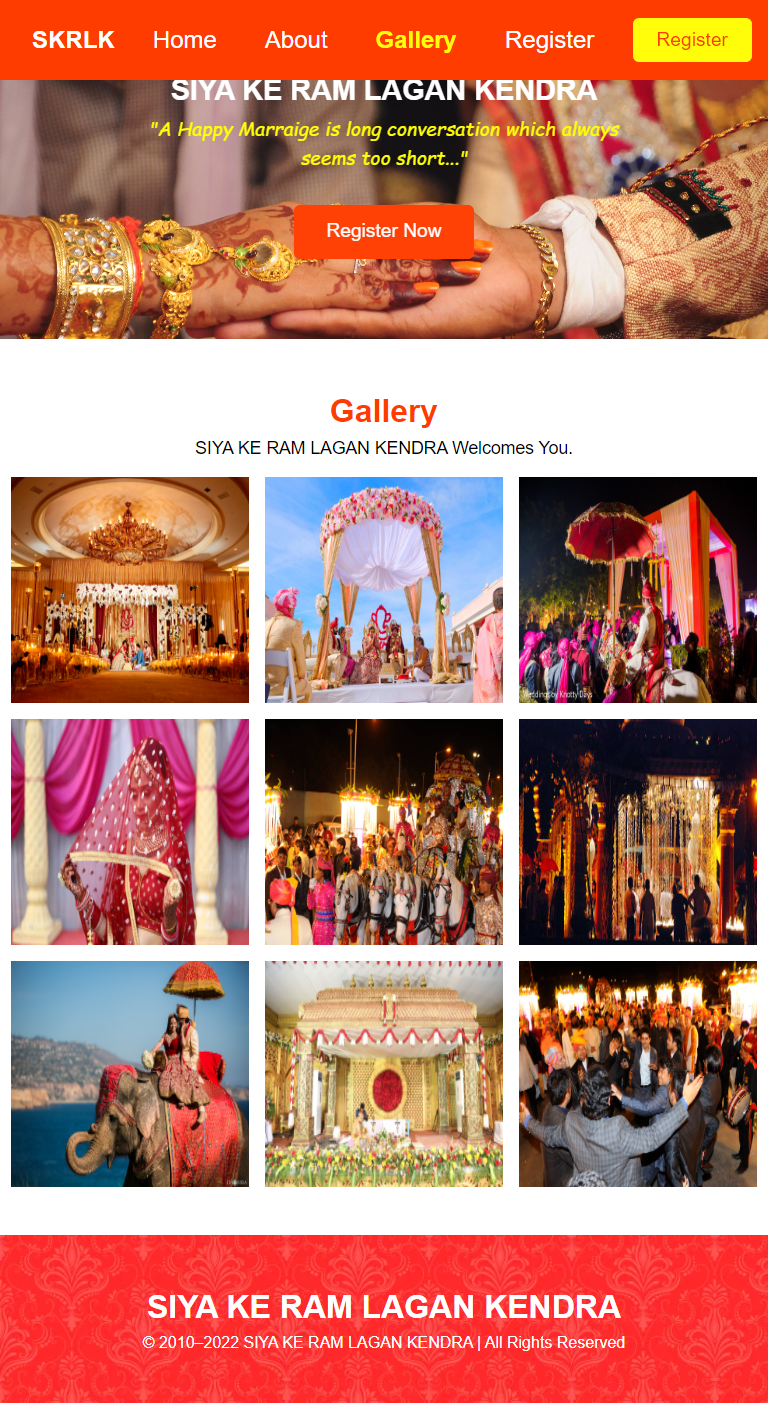 SKRLK Home About Gallery Register Register
SIYA KE RAM LAGAN KENDRA
"A Happy Marraige is long conversation which always
seems too short..."
Register Now
Gallery
SIYA KE RAM LAGAN KENDRA Welcomes You.
Weddings by Knotty Days
SIYA KE RAM LAGAN KENDRA
© 2010–2022 SIYA KE RAM LAGAN KENDRA | All Rights Reserved